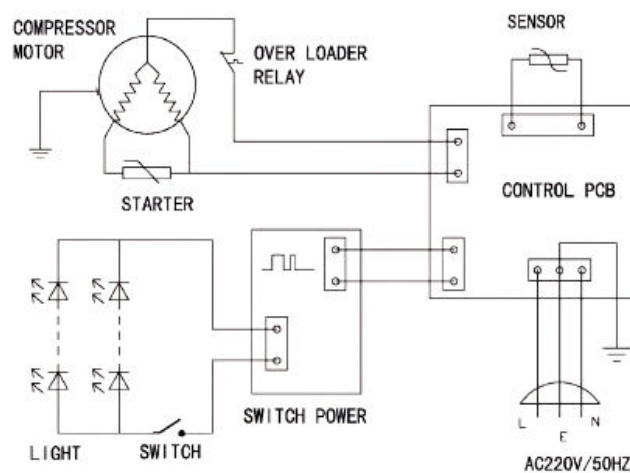 COMPRESSOR
MOTOR
OVER LOADER
RELAY
SENSOR
STARTER
CONTROL PCB
SWITCH POWER
LIGHT
SWITCH
L
E
N
AC220V/50HZ